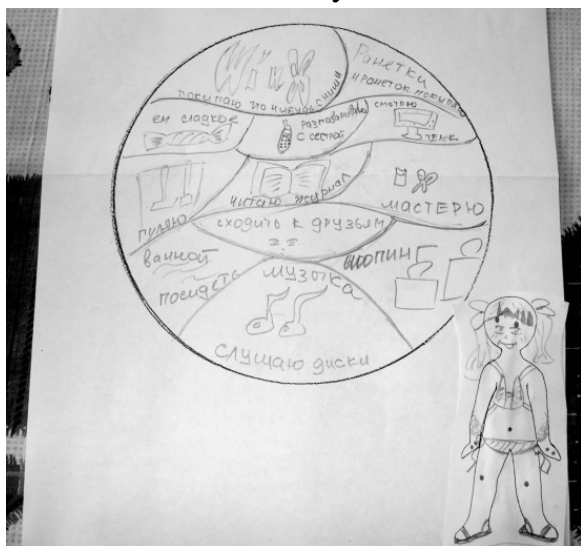 Winx
покупаю что нибудь с ними
Ранетки
ранеток покупаю
ем сладкое
разговариваю
с сестрой
смотрю
теле
гуляю
читаю журнал
мастерю
сходить к друзьям
ванной
посидеть
шопинг
музыка
слушаю диски